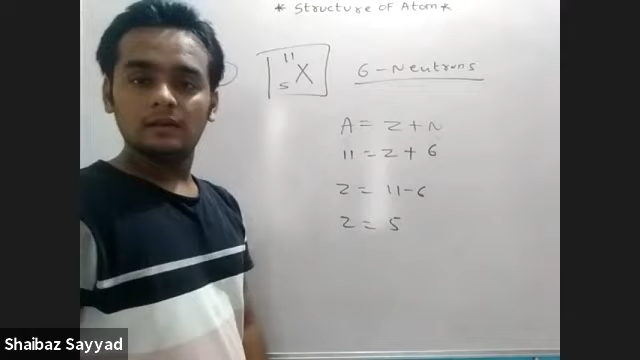 * Structure of Atom *
11
5 X
6-Neutrons
A = Z + N
11 = Z + 6
Z = 11-6
Z = 5
Shaibaz Sayyad